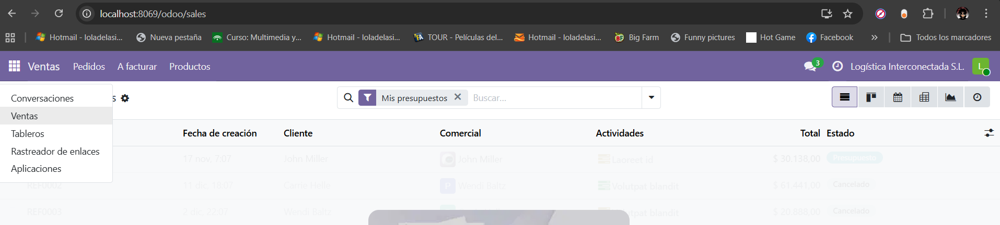 localhost:8069/odoo/sales
Hotmail - loladelasi... Nueva pestaña Curso: Multimedia y... Hotmail - loladelasi... TOUR - Películas del... Hotmail - loladelasi... Big Farm Funny pictures Hot Game Facebook » Todos los marcadores
Ventas Pedidos A facturar Productos 3 Logística Interconectada S.L. L
Conversaciones s Mis presupuestos Buscar...
Ventas
Tableros Fecha de creación Cliente Comercial Actividades Total Estado
Rastreador de enlaces 17 nov, 7:07 John Miller John Miller Laoreet id $ 30.138,00 Presupuesto
Aplicaciones
REF0002 11 dic, 18:07 Carrie Helle P Wendi Baltz Volutpat blandit $ 61.441,00 Cancelado
REF0003 2 dic, 22:07 Wendi Baltz utpat blandit $ 20.888,00 Cancelado